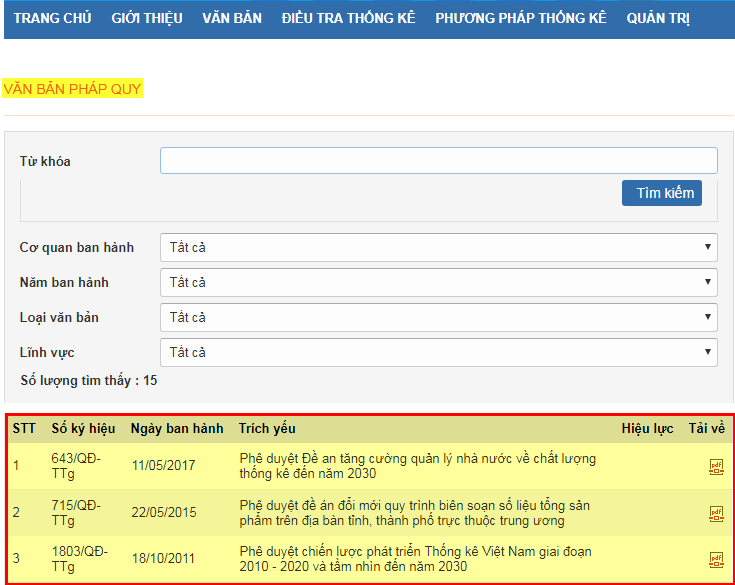 TRANG CHỦ GIỚI THIỆU VĂN BẢN ĐIỀU TRA THỐNG KÊ PHƯƠNG PHÁP THỐNG KÊ QUẢN TRỊ
VĂN BẢN PHÁP QUY
Từ khóa
Tìm kiếm
Cơ quan ban hành Tất cả
Năm ban hành Tất cả
Loại văn bản Tất cả
Lĩnh vực Tất cả
Số lượng tìm thấy : 15
STT Số ký hiệu Ngày ban hành Trích yếu Hiệu lực Tải về
1 643/QĐ-TTg 11/05/2017 Phê duyệt Đề an tăng cường quản lý nhà nước về chất lượng
thống kê đến năm 2030
pdf
2 715/QĐ-TTg 22/05/2015 Phê duyệt đề án đổi mới quy trình biên soạn số liệu tổng sản
phẩm trên địa bàn tỉnh, thành phố trực thuộc trung ương
pdf
3 1803/QĐ-TTg 18/10/2011 Phê duyệt chiến lược phát triển Thống kê Việt Nam giai đoạn
2010 - 2020 và tầm nhìn đến năm 2030
pdf